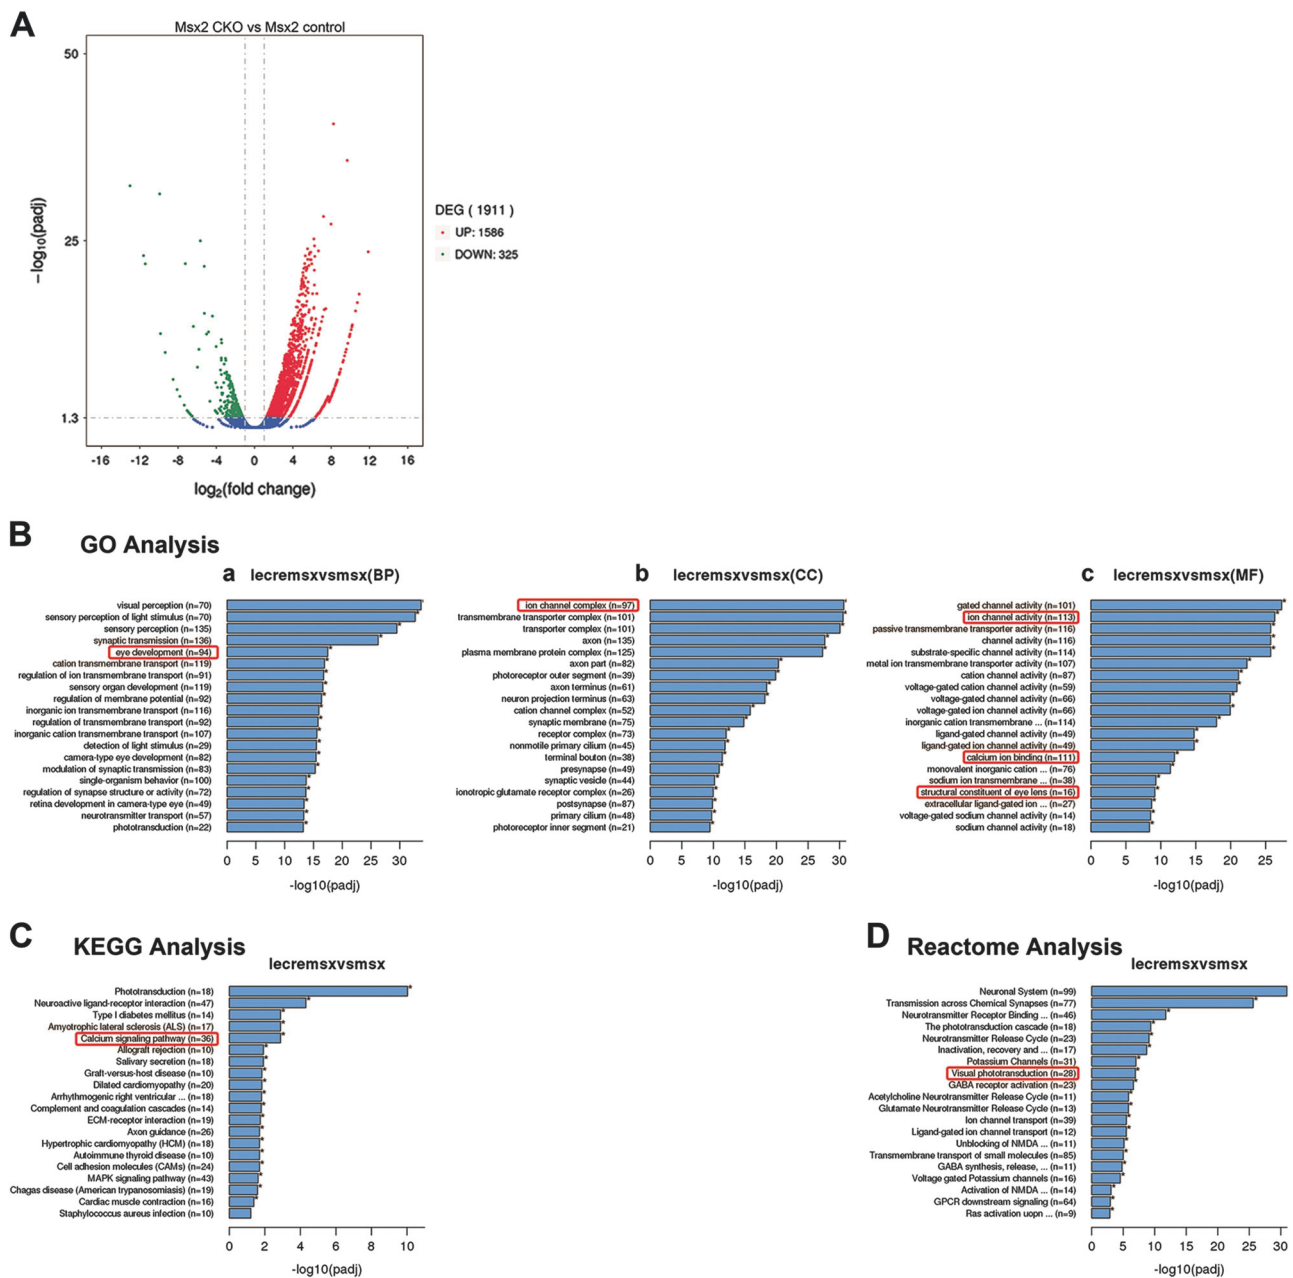 A
Msx2 CKO vs Msx2 control
50
25
1.3
−log10(padj)
-16 -12 -8 -4 0 4 8 12 16
log2(fold change)
DEG ( 1911 )
UP: 1586
DOWN: 325
B
GO Analysis
a
lecremsxvsmsx(BP)
visual perception (n=70)
sensory perception of light stimulus (n=70)
sensory perception (n=135)
synaptic transmission (n=136)
eye development (n=94)
cation transmembrane transport (n=119)
regulation of ion transmembrane transport (n=91)
sensory organ development (n=119)
regulation of membrane potential (n=92)
inorganic ion transmembrane transport (n=116)
regulation of transmembrane transport (n=92)
inorganic cation transmembrane transport (n=107)
detection of light stimulus (n=29)
camera-type eye development (n=82)
modulation of synaptic transmission (n=83)
single-organism behavior (n=100)
regulation of synapse structure or activity (n=72)
retina development in camera-type eye (n=49)
neurotransmitter transport (n=57)
phototransduction (n=22)
0 5 10 15 20 25 30
-log10(padj)
b
lecremsxvsmsx(CC)
ion channel complex (n=97)
transmembrane transporter complex (n=101)
transporter complex (n=101)
axon (n=135)
plasma membrane protein complex (n=125)
axon part (n=82)
photoreceptor outer segment (n=39)
axon terminus (n=61)
neuron projection terminus (n=63)
cation channel complex (n=52)
synaptic membrane (n=75)
receptor complex (n=73)
nonmotile primary cilium (n=45)
terminal bouton (n=38)
presynapse (n=49)
synaptic vesicle (n=44)
ionotropic glutamate receptor complex (n=26)
postsynapse (n=87)
primary cilium (n=48)
photoreceptor inner segment (n=21)
0 5 10 15 20 25 30
-log10(padj)
c
lecremsxvsmsx(MF)
gated channel activity (n=101)
ion channel activity (n=113)
passive transmembrane transporter activity (n=116)
channel activity (n=116)
substrate-specific channel activity (n=114)
metal ion transmembrane transporter activity (n=107)
cation channel activity (n=87)
voltage-gated cation channel activity (n=59)
voltage-gated channel activity (n=66)
voltage-gated ion channel activity (n=66)
inorganic cation transmembrane ... (n=114)
ligand-gated channel activity (n=49)
ligand-gated ion channel activity (n=49)
calcium ion binding (n=111)
monovalent inorganic cation ... (n=76)
sodium ion transmembrane ... (n=38)
structural constituent of eye lens (n=16)
extracellular ligand-gated ion ... (n=27)
voltage-gated sodium channel activity (n=14)
sodium channel activity (n=18)
0 5 10 15 20 25
-log10(padj)
C
KEGG Analysis
lecremsxvsmsx
Phototransduction (n=18)
Neuroactive ligand-receptor interaction (n=47)
Type I diabetes mellitus (n=14)
Amyotrophic lateral sclerosis (ALS) (n=17)
Calcium signaling pathway (n=36)
Allograft rejection (n=10)
Salivary secretion (n=18)
Graft-versus-host disease (n=10)
Dilated cardiomyopathy (n=20)
Arrhythmogenic right ventricular ... (n=18)
Complement and coagulation cascades (n=14)
ECM-receptor interaction (n=19)
Axon guidance (n=26)
Hypertrophic cardiomyopathy (HCM) (n=18)
Autoimmune thyroid disease (n=10)
Cell adhesion molecules (CAMs) (n=24)
MAPK signaling pathway (n=43)
Chagas disease (American trypanosomiasis) (n=19)
Cardiac muscle contraction (n=16)
Staphylococcus aureus infection (n=10)
0 2 4 6 8 10
-log10(padj)
D
Reactome Analysis
lecremsxvsmsx
Neuronal System (n=99)
Transmission across Chemical Synapses (n=77)
Neurotransmitter Receptor Binding ... (n=46)
The phototransduction cascade (n=18)
Neurotransmitter Release Cycle (n=23)
Inactivation, recovery and ... (n=17)
Potassium Channels (n=31)
Visual phototransduction (n=28)
GABA receptor activation (n=23)
Acetylcholine Neurotransmitter Release Cycle (n=11)
Glutamate Neurotransmitter Release Cycle (n=13)
Ion channel transport (n=39)
Ligand-gated ion channel transport (n=12)
Unblocking of NMDA ... (n=11)
Transmembrane transport of small molecules (n=85)
GABA synthesis, release, ... (n=11)
Voltage gated Potassium channels (n=16)
Activation of NMDA ... (n=14)
GPCR downstream signaling (n=64)
Ras activation uopn ... (n=9)
0 5 10 15 20 25 30
-log10(padj)